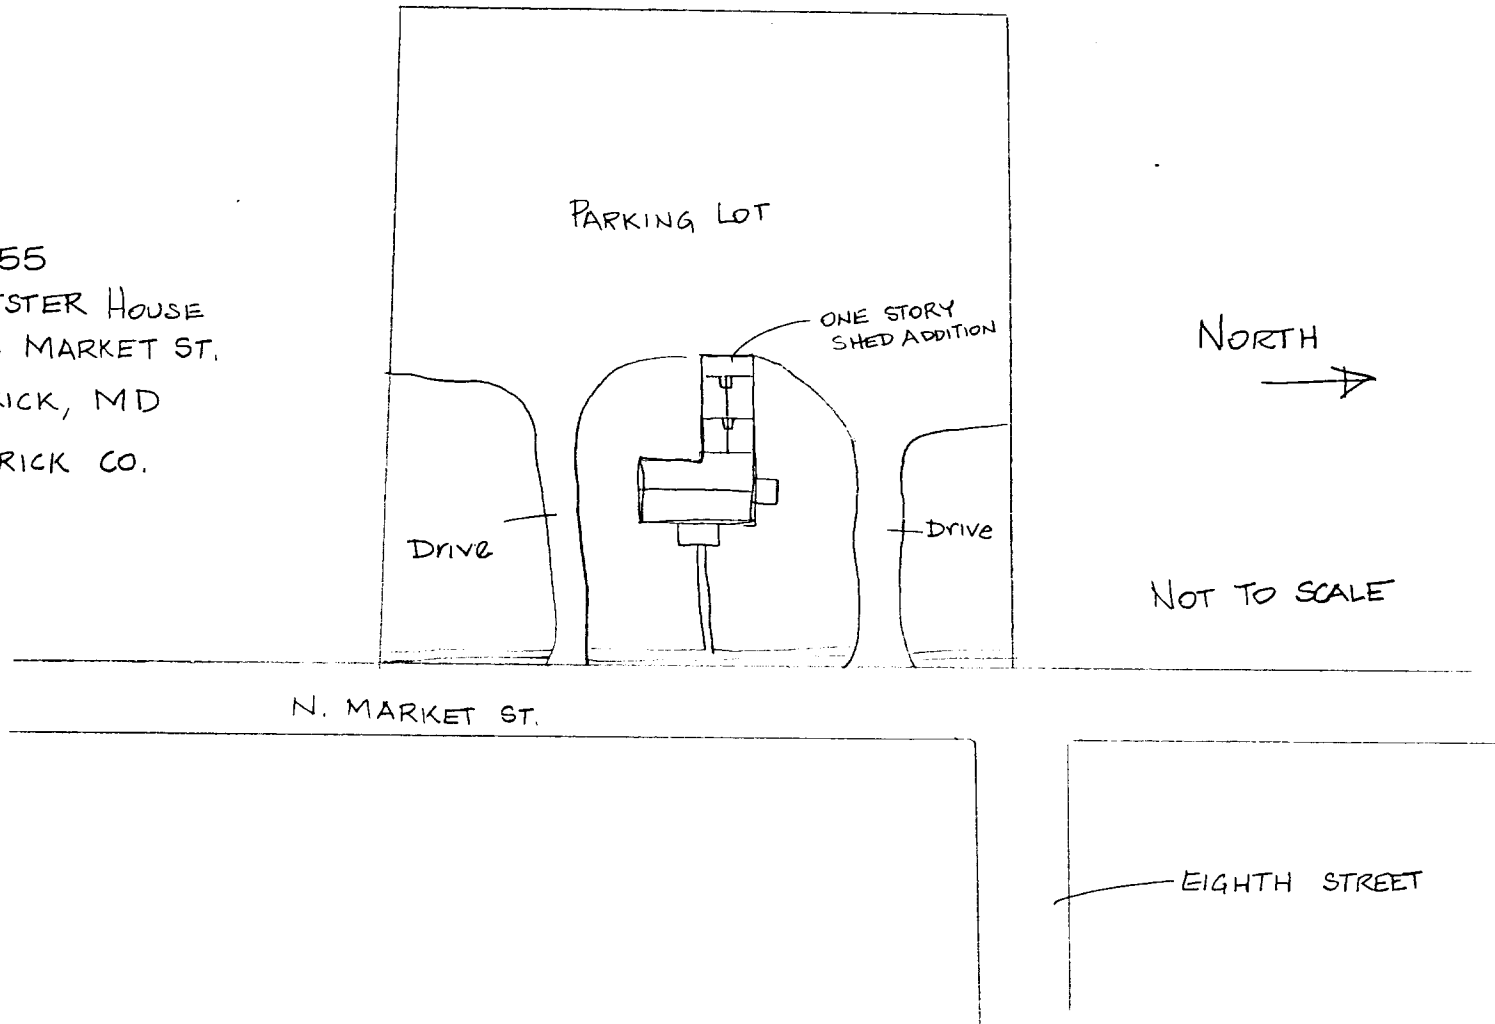 55
STER HOUSE
MARKET ST.
RICK, MD
RICK CO.
PARKING LOT
ONE STORY
SHED ADDITION
NORTH
Drive
Drive
NOT TO SCALE
N. MARKET ST.
EIGHTH STREET